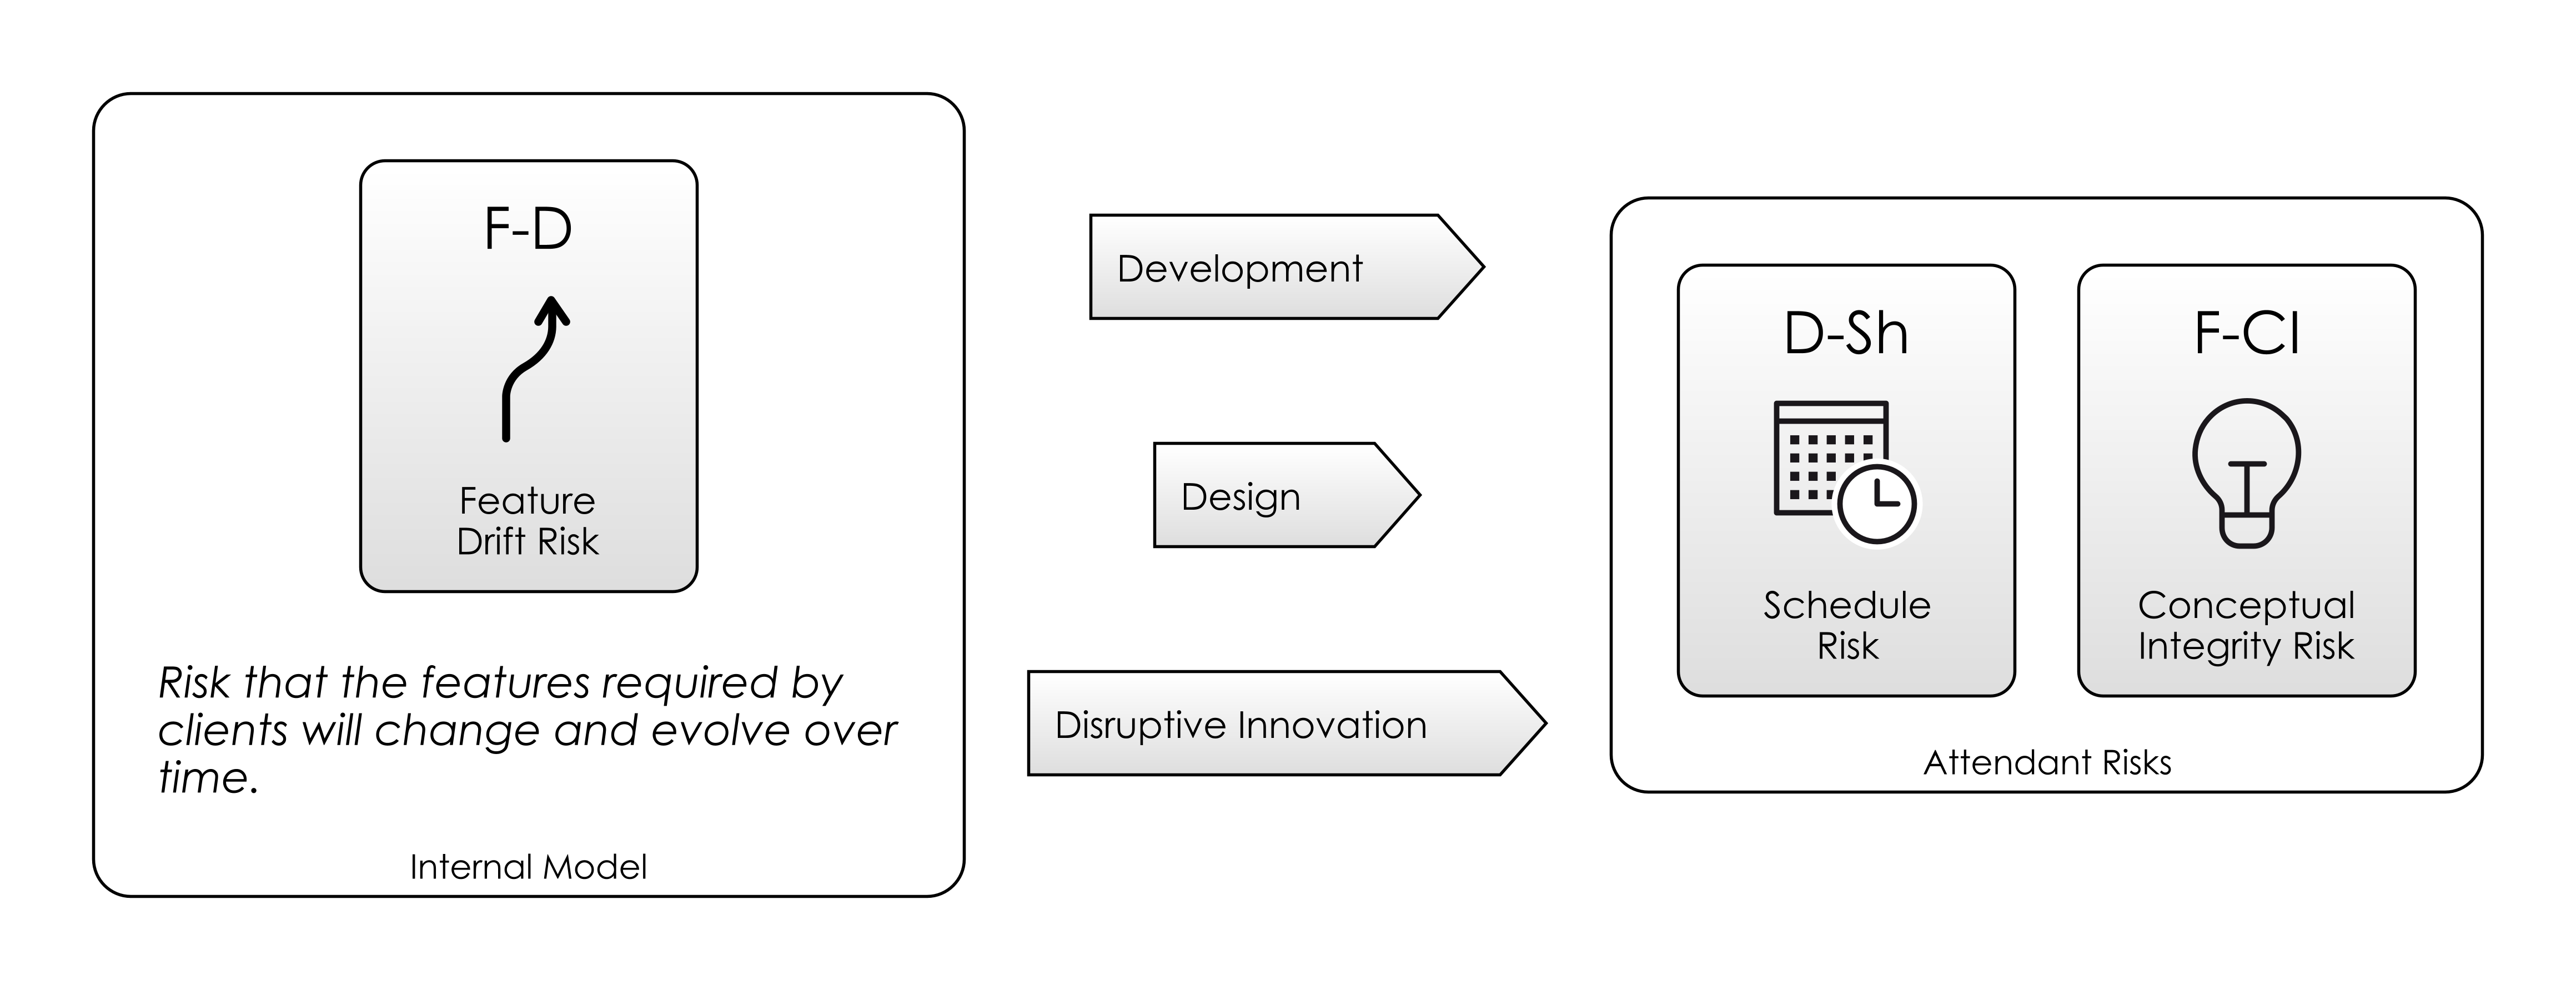 F-D
Feature
Drift Risk
Risk that the features required by
clients will change and evolve over
time.
Internal Model
Development
Design
Disruptive Innovation
D-Sh
Schedule
Risk
F-CI
Conceptual
Integrity Risk
Attendant Risks